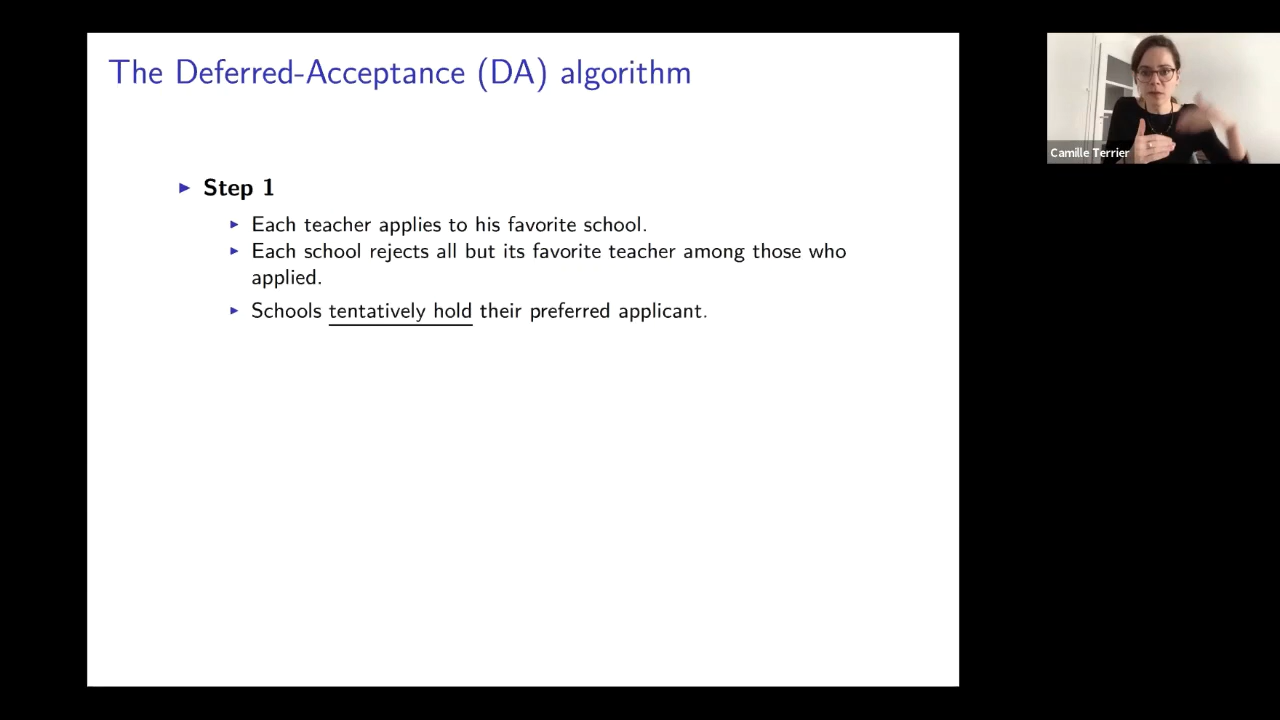 The Deferred-Acceptance (DA) algorithm
Step 1
Each teacher applies to his favorite school.
Each school rejects all but its favorite teacher among those who
applied.
Schools tentatively hold their preferred applicant.
Camille Terrier